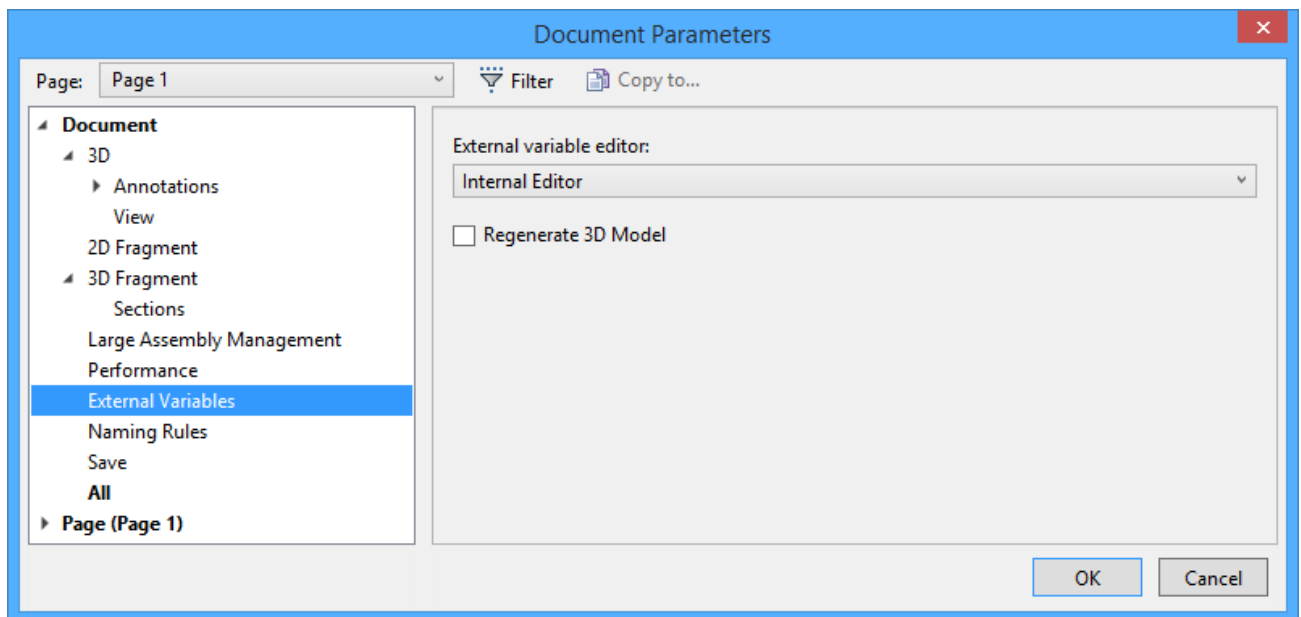 Document Parameters
Page: Page 1 Filter Copy to...
Document
3D
Annotations
View
2D Fragment
3D Fragment
Sections
Large Assembly Management
Performance
External Variables
Naming Rules
Save
All
Page (Page 1)
External variable editor:
Internal Editor
Regenerate 3D Model
OK Cancel